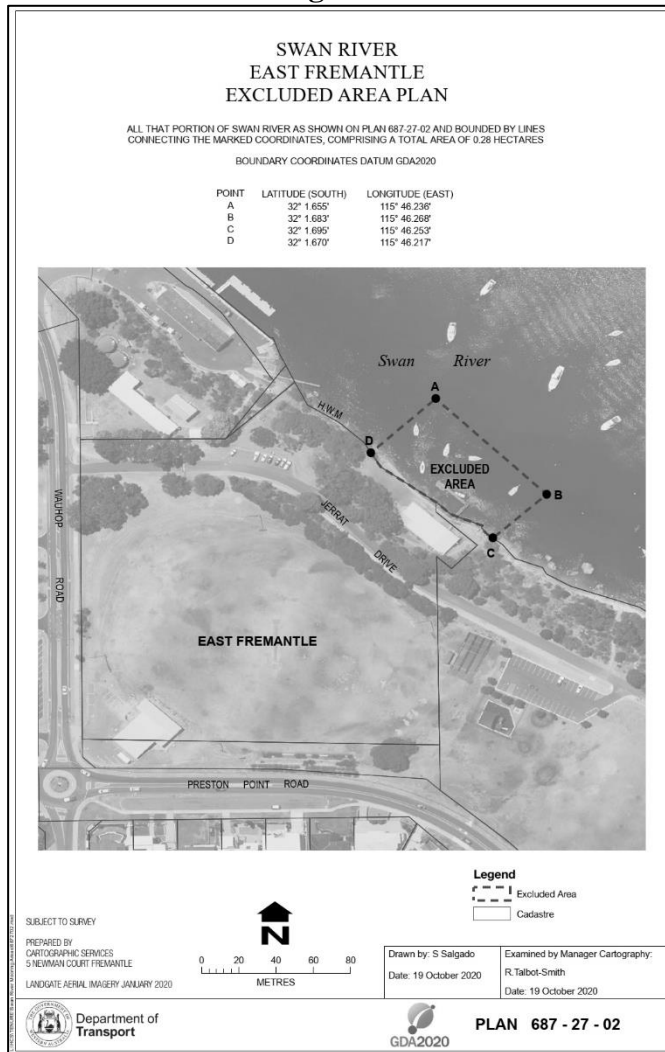 SWAN RIVER
EAST FREMANTLE
EXCLUDED AREA PLAN
ALL THAT PORTION OF SWAN RIVER AS SHOWN ON PLAN 687-27-02 AND BOUNDED BY LINES
CONNECTING THE MARKED COORDINATES, COMPRISING A TOTAL AREA OF 0.28 HECTARES
BOUNDARY COORDINATES DATUM GDA2020
POINT LATITUDE (SOUTH) LONGITUDE (EAST)
A 32° 1.655' 115° 46.236'
B 32° 1.683' 115° 46.268'
C 32° 1.695' 115° 46.253'
D 32° 1.670' 115° 46.217'
Swan River
A
H.W.M
D
EXCLUDED
AREA
B
C
WAUHOP
ROAD
JERRAT
DRIVE
EAST FREMANTLE
PRESTON POINT ROAD
Legend
Excluded Area
Cadastre
SUBJECT TO SURVEY
PREPARED BY
CARTOGRAPHIC SERVICES
5 NEWMAN COURT FREMANTLE
LANDGATE AERIAL IMAGERY JANUARY 2020
N
0 20 40 60 80
METRES
Drawn by: S Salgado
Date: 19 October 2020
Examined by Manager Cartography:
R.Talbot-Smith
Date: 19 October 2020
Department of
Transport
GDA2020
PLAN 687 - 27 - 02